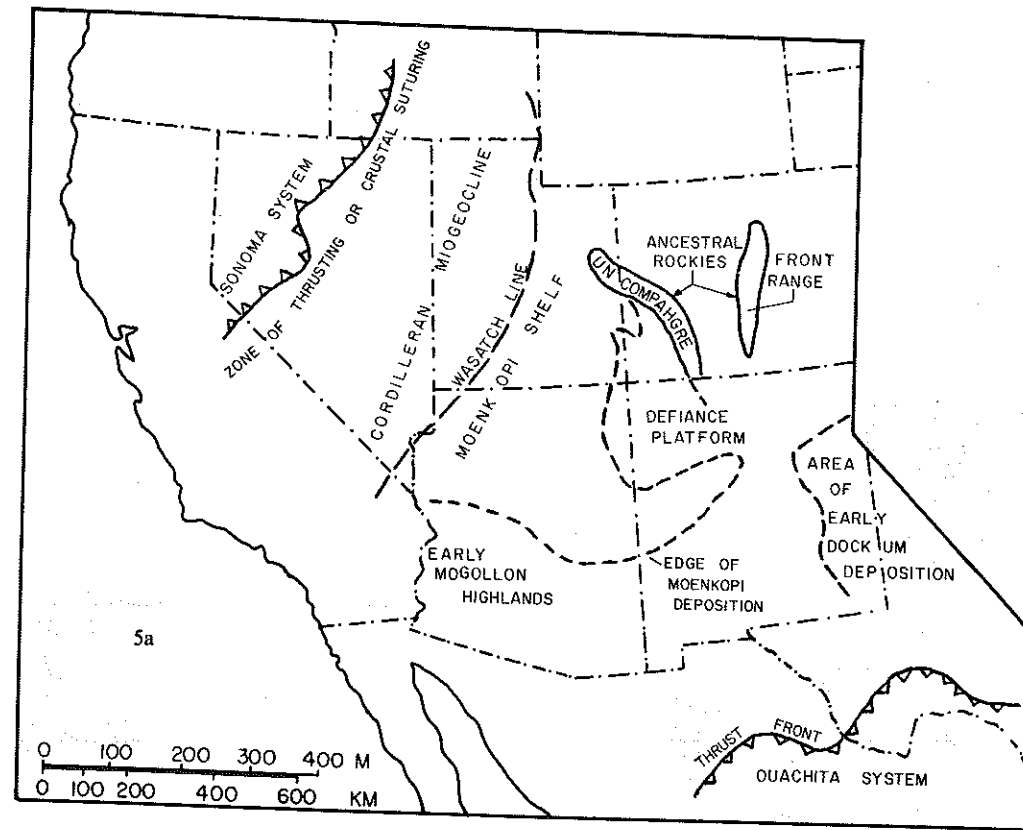 SONOMA SYSTEM
ZONE OF THRUSTING OR CRUSTAL SUTURING
CORDILLERAN MIOGEOCLINE
WASATCH LINE
MOENKOPI SHELF
ANCESTRAL
ROCKIES
UNCOMPAHGRE
FRONT
RANGE
DEFIANCE
PLATFORM
AREA
OF
EARLY
DOCKUM
DEPOSITION
EARLY
MOGOLLON
HIGHLANDS
EDGE OF
MOENKOPI
DEPOSITION
5a
0 100 200 300 400 M
0 100 200 400 600 KM
THRUST FRONT
OUACHITA SYSTEM